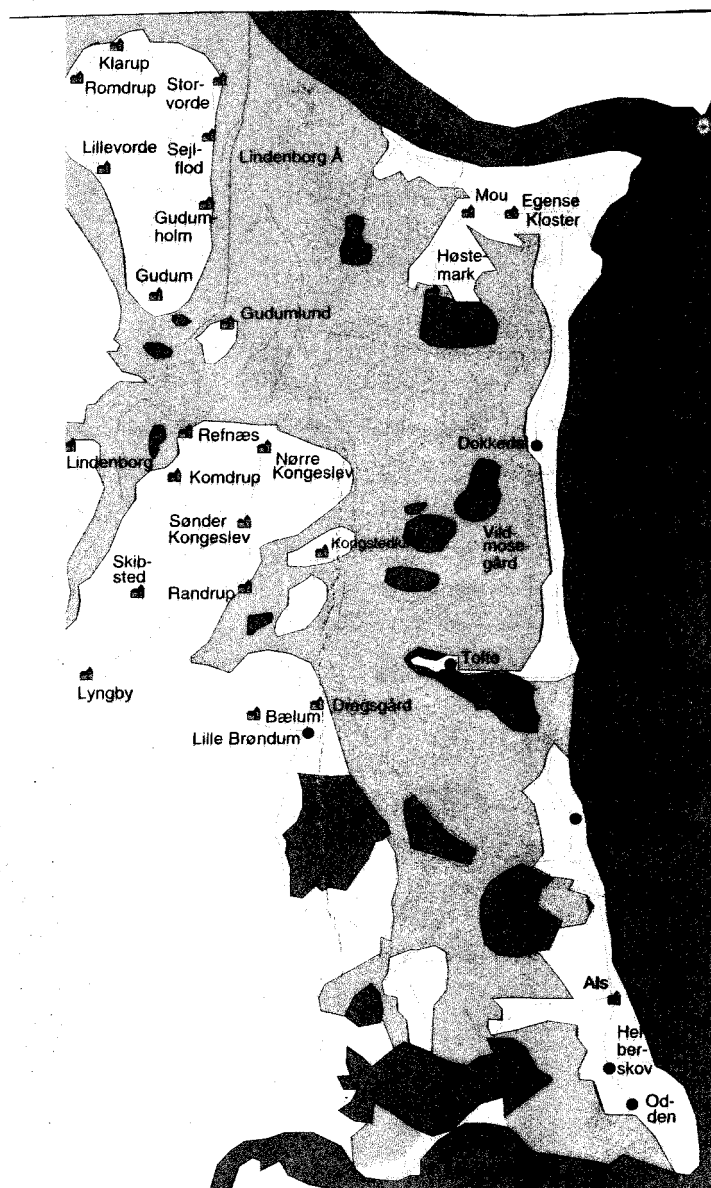 Klarup
Romdrup
Stor-
vorde
Lillevorde
Sejl-
flod
Lindenborg Å
Mou
Egense
Kloster
Gudum-
holm
Høste-
mark
Gudum
Gudumlund
Refnæs
Dokkedal
Lindenborg
Nørre
Kongeslev
Komdrup
Sønder
Kongeslev
Vild-
mose-
gård
Skib-
sted
Randrup
Tofte
Lyngby
Dragsgård
Bælum
Lille Brøndum
Als
ber-
skov
Od-
den